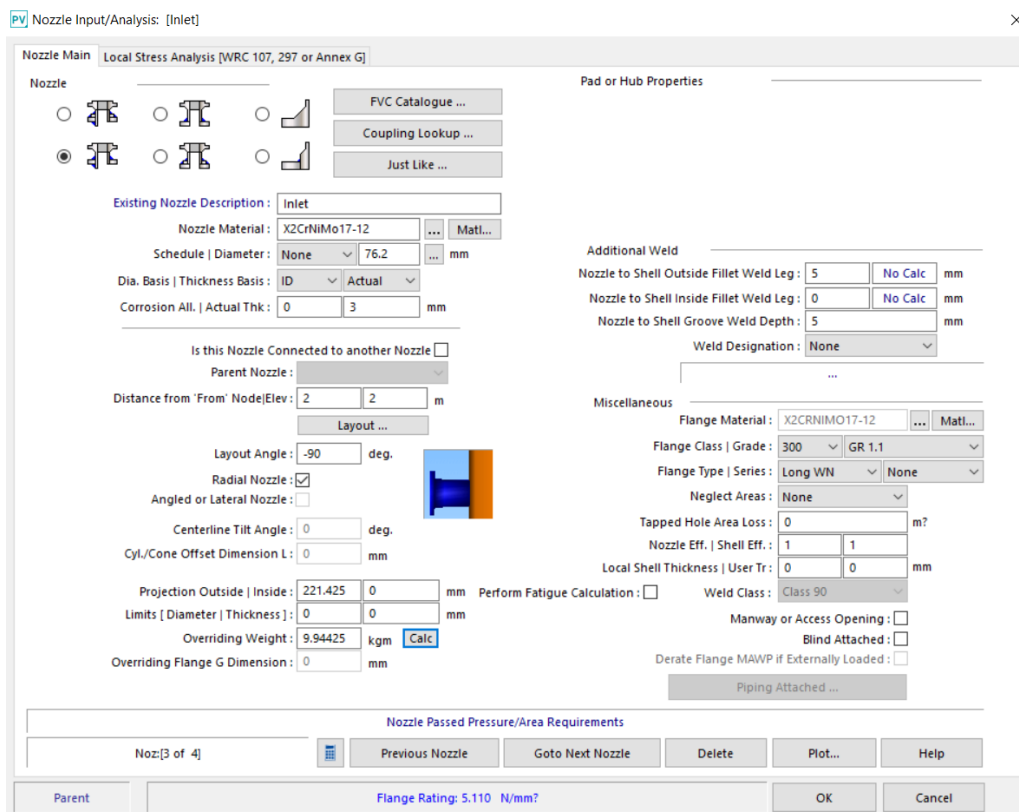 PV Nozzle Input/Analysis: [Inlet]
Nozzle Main Local Stress Analysis [WRC 107, 297 or Annex G]
Nozzle
FVC Catalogue ...
Coupling Lookup ...
Just Like ...
Existing Nozzle Description : Inlet
Nozzle Material : X2CrNiMo17-12 ... Matl...
Schedule | Diameter : None 76.2 ... mm
Dia. Basis | Thickness Basis : ID Actual
Corrosion All. | Actual Thk : 0 3 mm
Is this Nozzle Connected to another Nozzle
Parent Nozzle :
Distance from 'From' Node|Elev : 2 2 m
Layout ...
Layout Angle : -90 deg.
Radial Nozzle :
Angled or Lateral Nozzle :
Centerline Tilt Angle : 0 deg.
Cyl./Cone Offset Dimension L : 0 mm
Projection Outside | Inside : 221.425 0 mm
Limits [ Diameter | Thickness ] : 0 0 mm
Overriding Weight : 9.94425 kgm Calc
Overriding Flange G Dimension : 0 mm
Perform Fatigue Calculation :
Pad or Hub Properties
Additional Weld
Nozzle to Shell Outside Fillet Weld Leg : 5 No Calc mm
Nozzle to Shell Inside Fillet Weld Leg : 0 No Calc mm
Nozzle to Shell Groove Weld Depth : 5 mm
Weld Designation : None
...
Miscellaneous
Flange Material : X2CRNIMO17-12 ... Matl...
Flange Class | Grade : 300 GR 1.1
Flange Type | Series : Long WN None
Neglect Areas : None
Tapped Hole Area Loss : 0 m?
Nozzle Eff. | Shell Eff. : 1 1
Local Shell Thickness | User Tr : 0 0 mm
Weld Class : Class 90
Manway or Access Opening :
Blind Attached :
Derate Flange MAWP if Externally Loaded :
Piping Attached ...
Nozzle Passed Pressure/Area Requirements
Noz:[3 of 4] Previous Nozzle Goto Next Nozzle Delete Plot... Help
Parent Flange Rating: 5.110 N/mm? OK Cancel